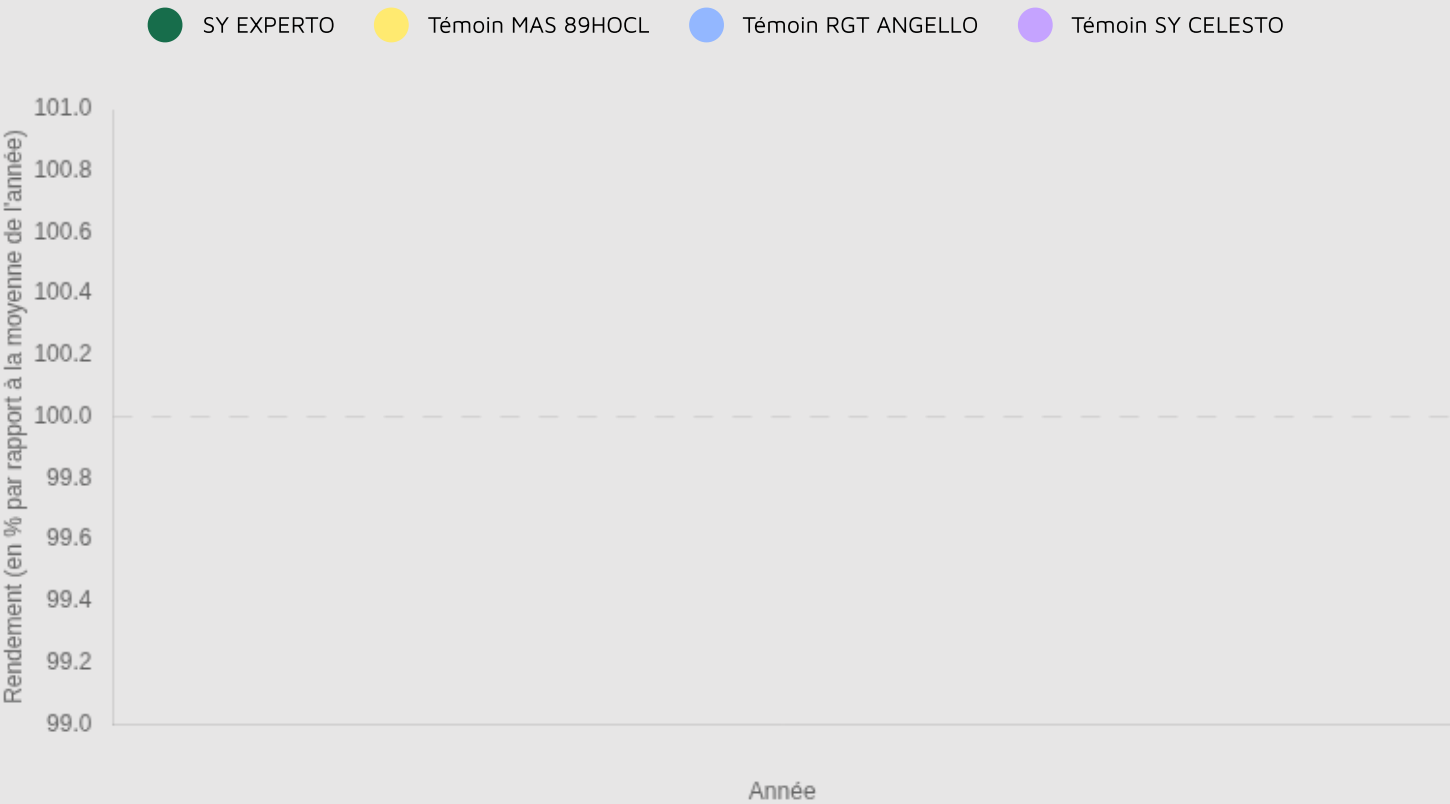 SY EXPERTO
Témoin MAS 89HOCL
Témoin RGT ANGELLO
Témoin SY CELESTO
Rendement (en % par rapport à la moyenne de l'année)
101.0
100.8
100.6
100.4
100.2
100.0
99.8
99.6
99.4
99.2
99.0
Année